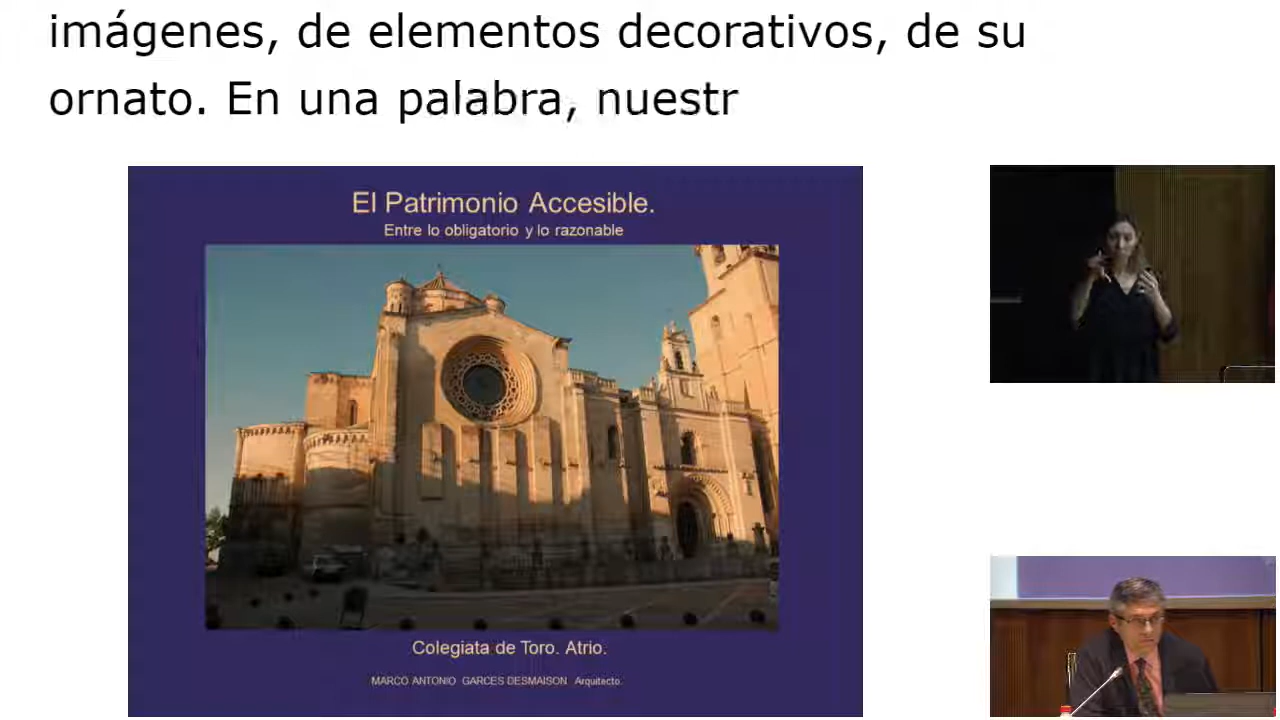 imágenes, de elementos decorativos, de su
ornato. En una palabra, nuestr
El Patrimonio Accesible.
Entre lo obligatorio y lo razonable
Colegiata de Toro. Atrio.
MARCO ANTONIO GARCES DESMAISON Arquitecto.